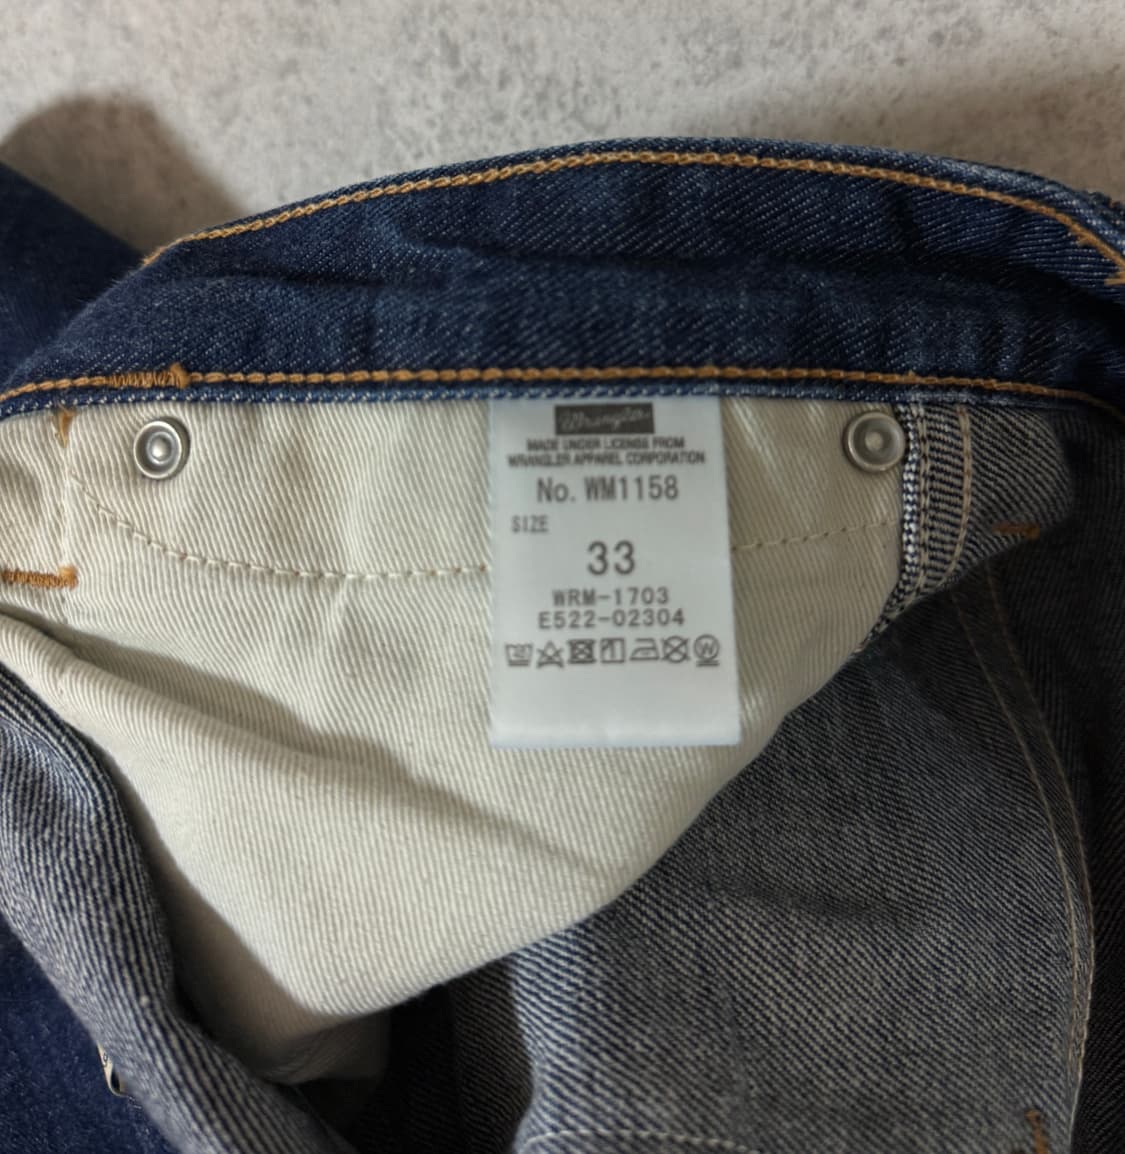 Wrangler
MADE UNDER LICENSE FROM
WRANGLER APPAREL CORPORATION
No. WM1158
SIZE
33
WRM-1703
E522-02304